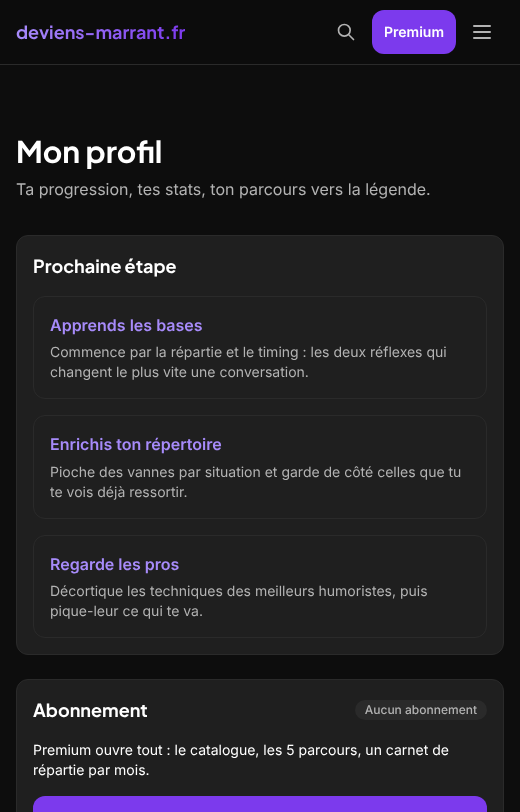 deviens-marrant.fr
Premium
Mon profil
Ta progression, tes stats, ton parcours vers la légende.
Prochaine étape
Apprends les bases
Commence par la répartie et le timing : les deux réflexes qui
changent le plus vite une conversation.
Enrichis ton répertoire
Pioche des vannes par situation et garde de côté celles que tu
te vois déjà ressortir.
Regarde les pros
Décortique les techniques des meilleurs humoristes, puis
pique-leur ce qui te va.
Abonnement
Aucun abonnement
Premium ouvre tout : le catalogue, les 5 parcours, un carnet de
répartie par mois.